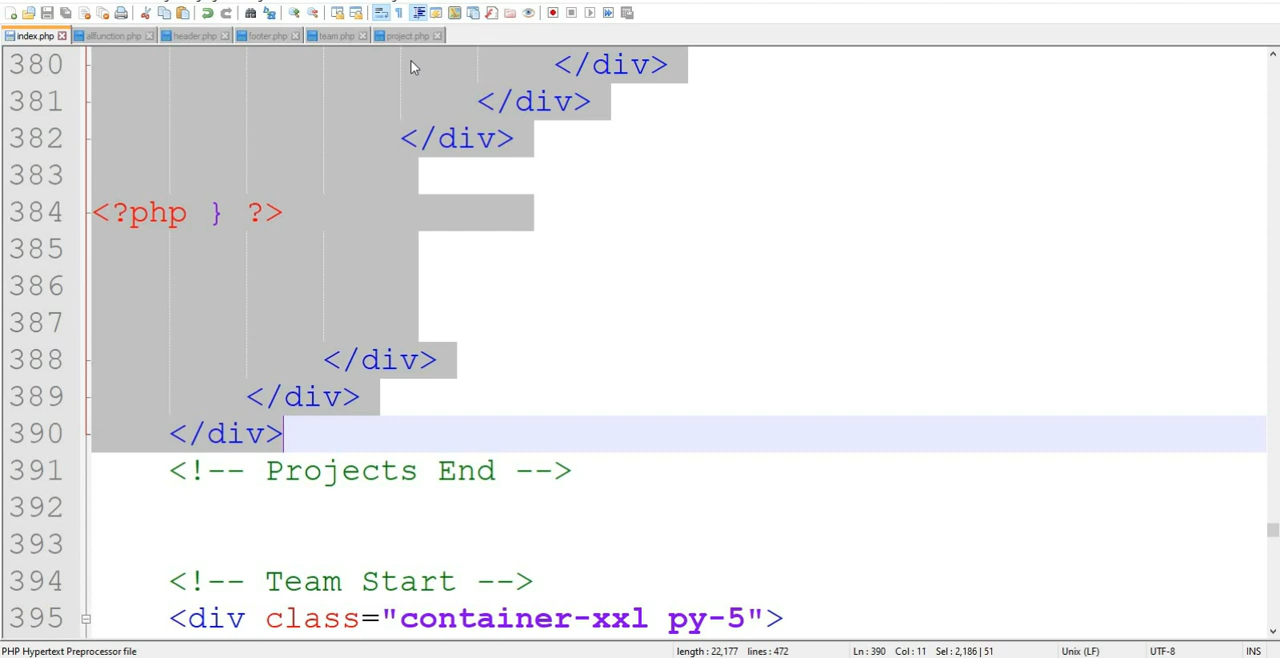 index.php allfunction.php header.php footer.php team.php project.php
380 </div>
381 </div>
382 </div>
383
384 <?php } ?>
385
386
387
388 </div>
389 </div>
390 </div>
391 <!-- Projects End -->
392
393
394 <!-- Team Start -->
395 <div class="container-xxl py-5">
PHP Hypertext Preprocessor file length : 22,177 lines : 472 Ln : 390 Col : 11 Sel : 2,186 | 51 Unix (LF) UTF-8 INS